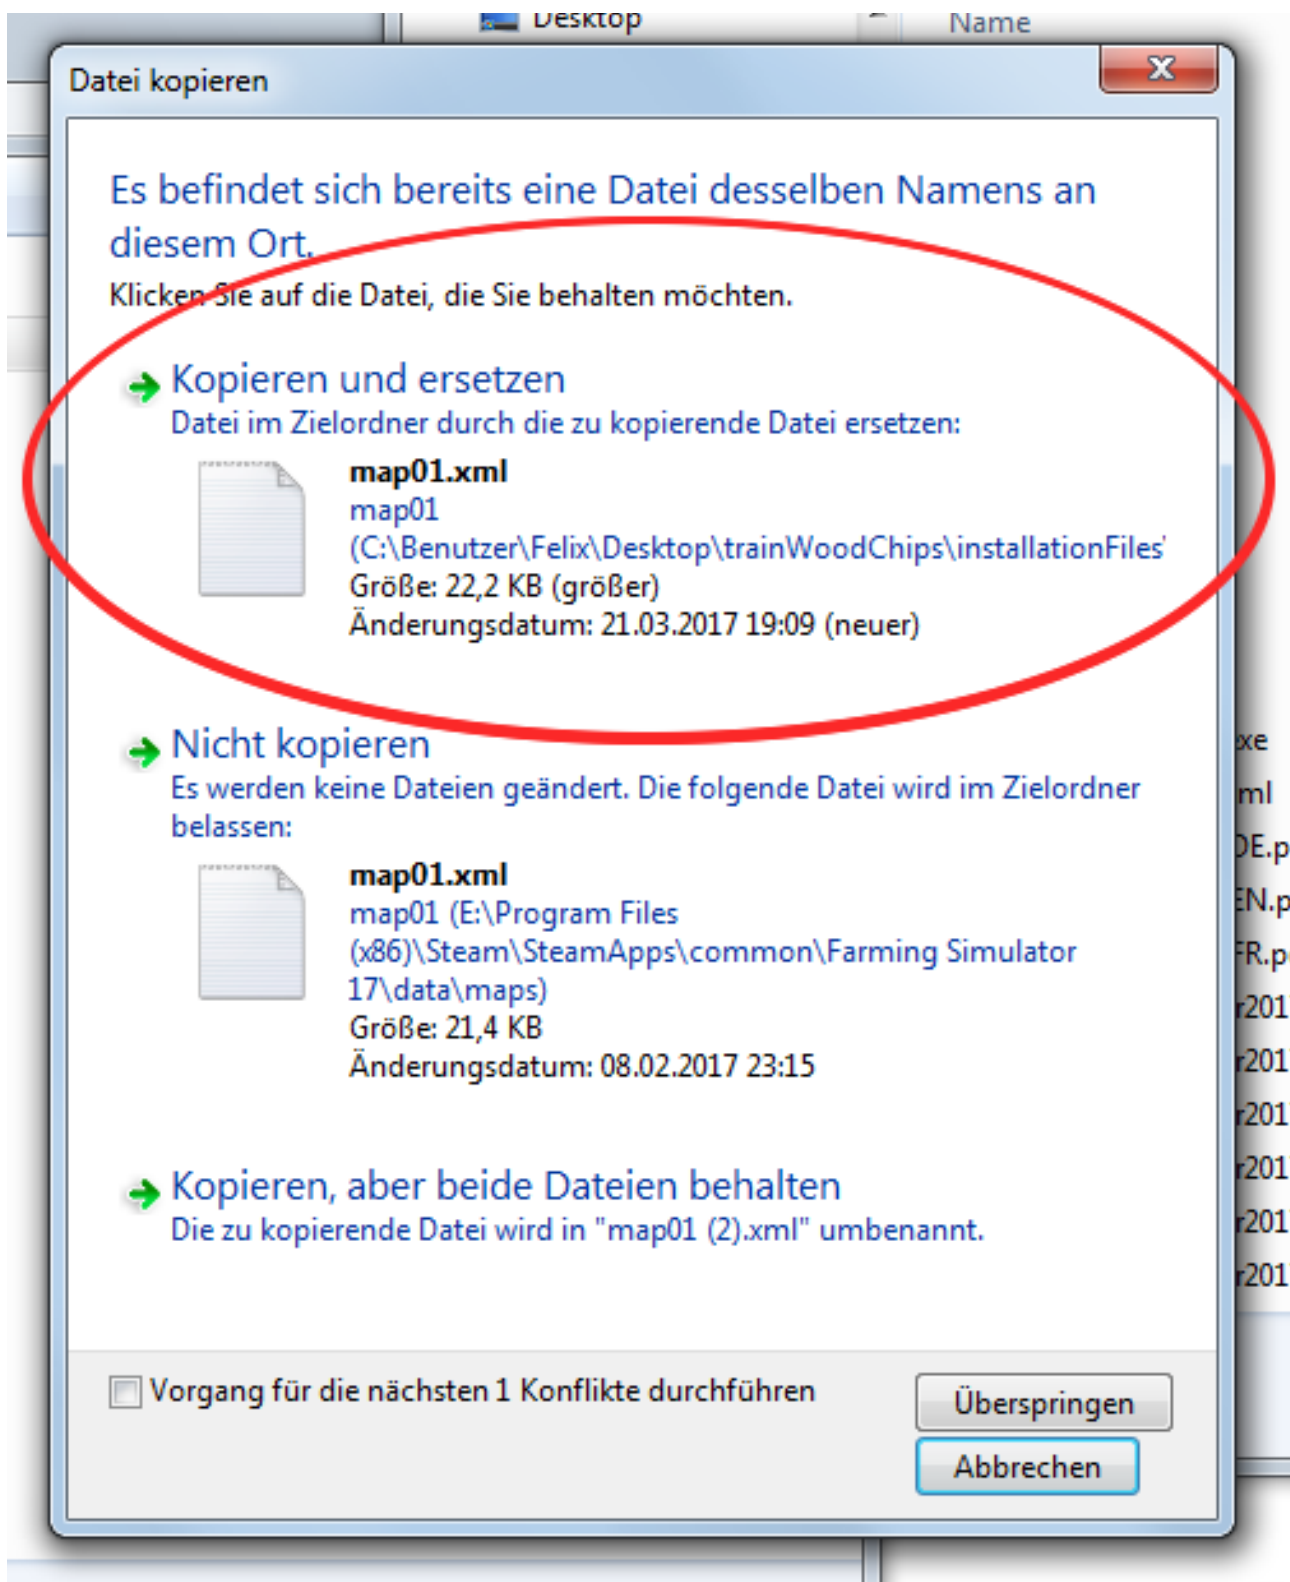 Desktop
Name
Datei kopieren
Es befindet sich bereits eine Datei desselben Namens an
diesem Ort.
Klicken Sie auf die Datei, die Sie behalten möchten.
Kopieren und ersetzen
Datei im Zielordner durch die zu kopierende Datei ersetzen:
map01.xml
map01
(C:\Benutzer\Felix\Desktop\trainWoodChips\installationFiles
Größe: 22,2 KB (größer)
Änderungsdatum: 21.03.2017 19:09 (neuer)
Nicht kopieren
Es werden keine Dateien geändert. Die folgende Datei wird im Zielordner
belassen:
map01.xml
map01 (E:\Program Files
(x86)\Steam\SteamApps\common\Farming Simulator
17\data\maps)
Größe: 21,4 KB
Änderungsdatum: 08.02.2017 23:15
Kopieren, aber beide Dateien behalten
Die zu kopierende Datei wird in "map01 (2).xml" umbenannt.
Vorgang für die nächsten 1 Konflikte durchführen
Überspringen
Abbrechen